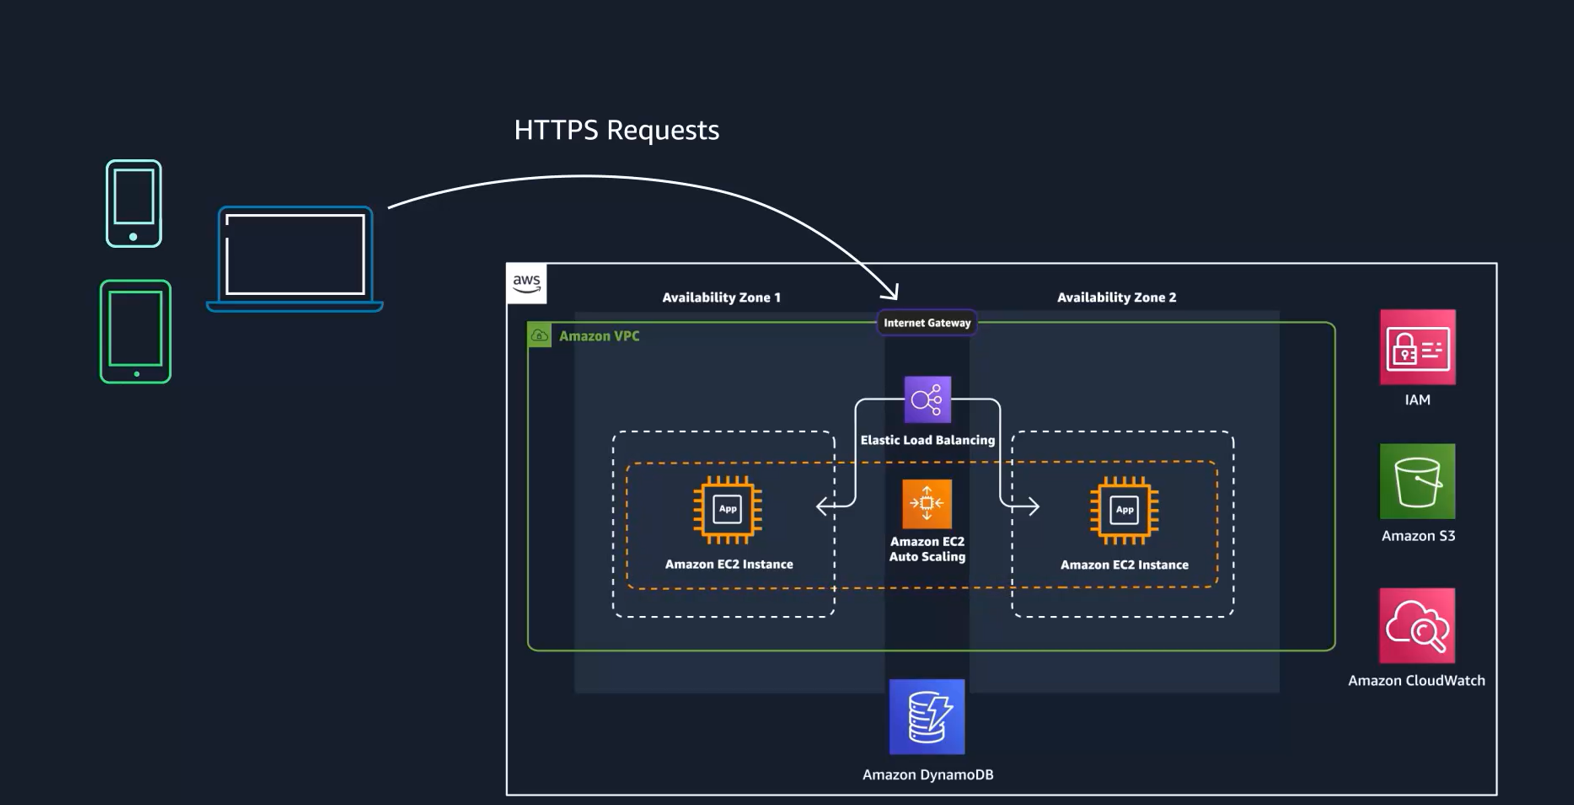 HTTPS Requests
aws
Availability Zone 1
Availability Zone 2
Internet Gateway
Amazon VPC
IAM
Elastic Load Balancing
App
App
Amazon S3
Amazon EC2
Auto Scaling
Amazon EC2 Instance
Amazon EC2 Instance
Amazon CloudWatch
Amazon DynamoDB